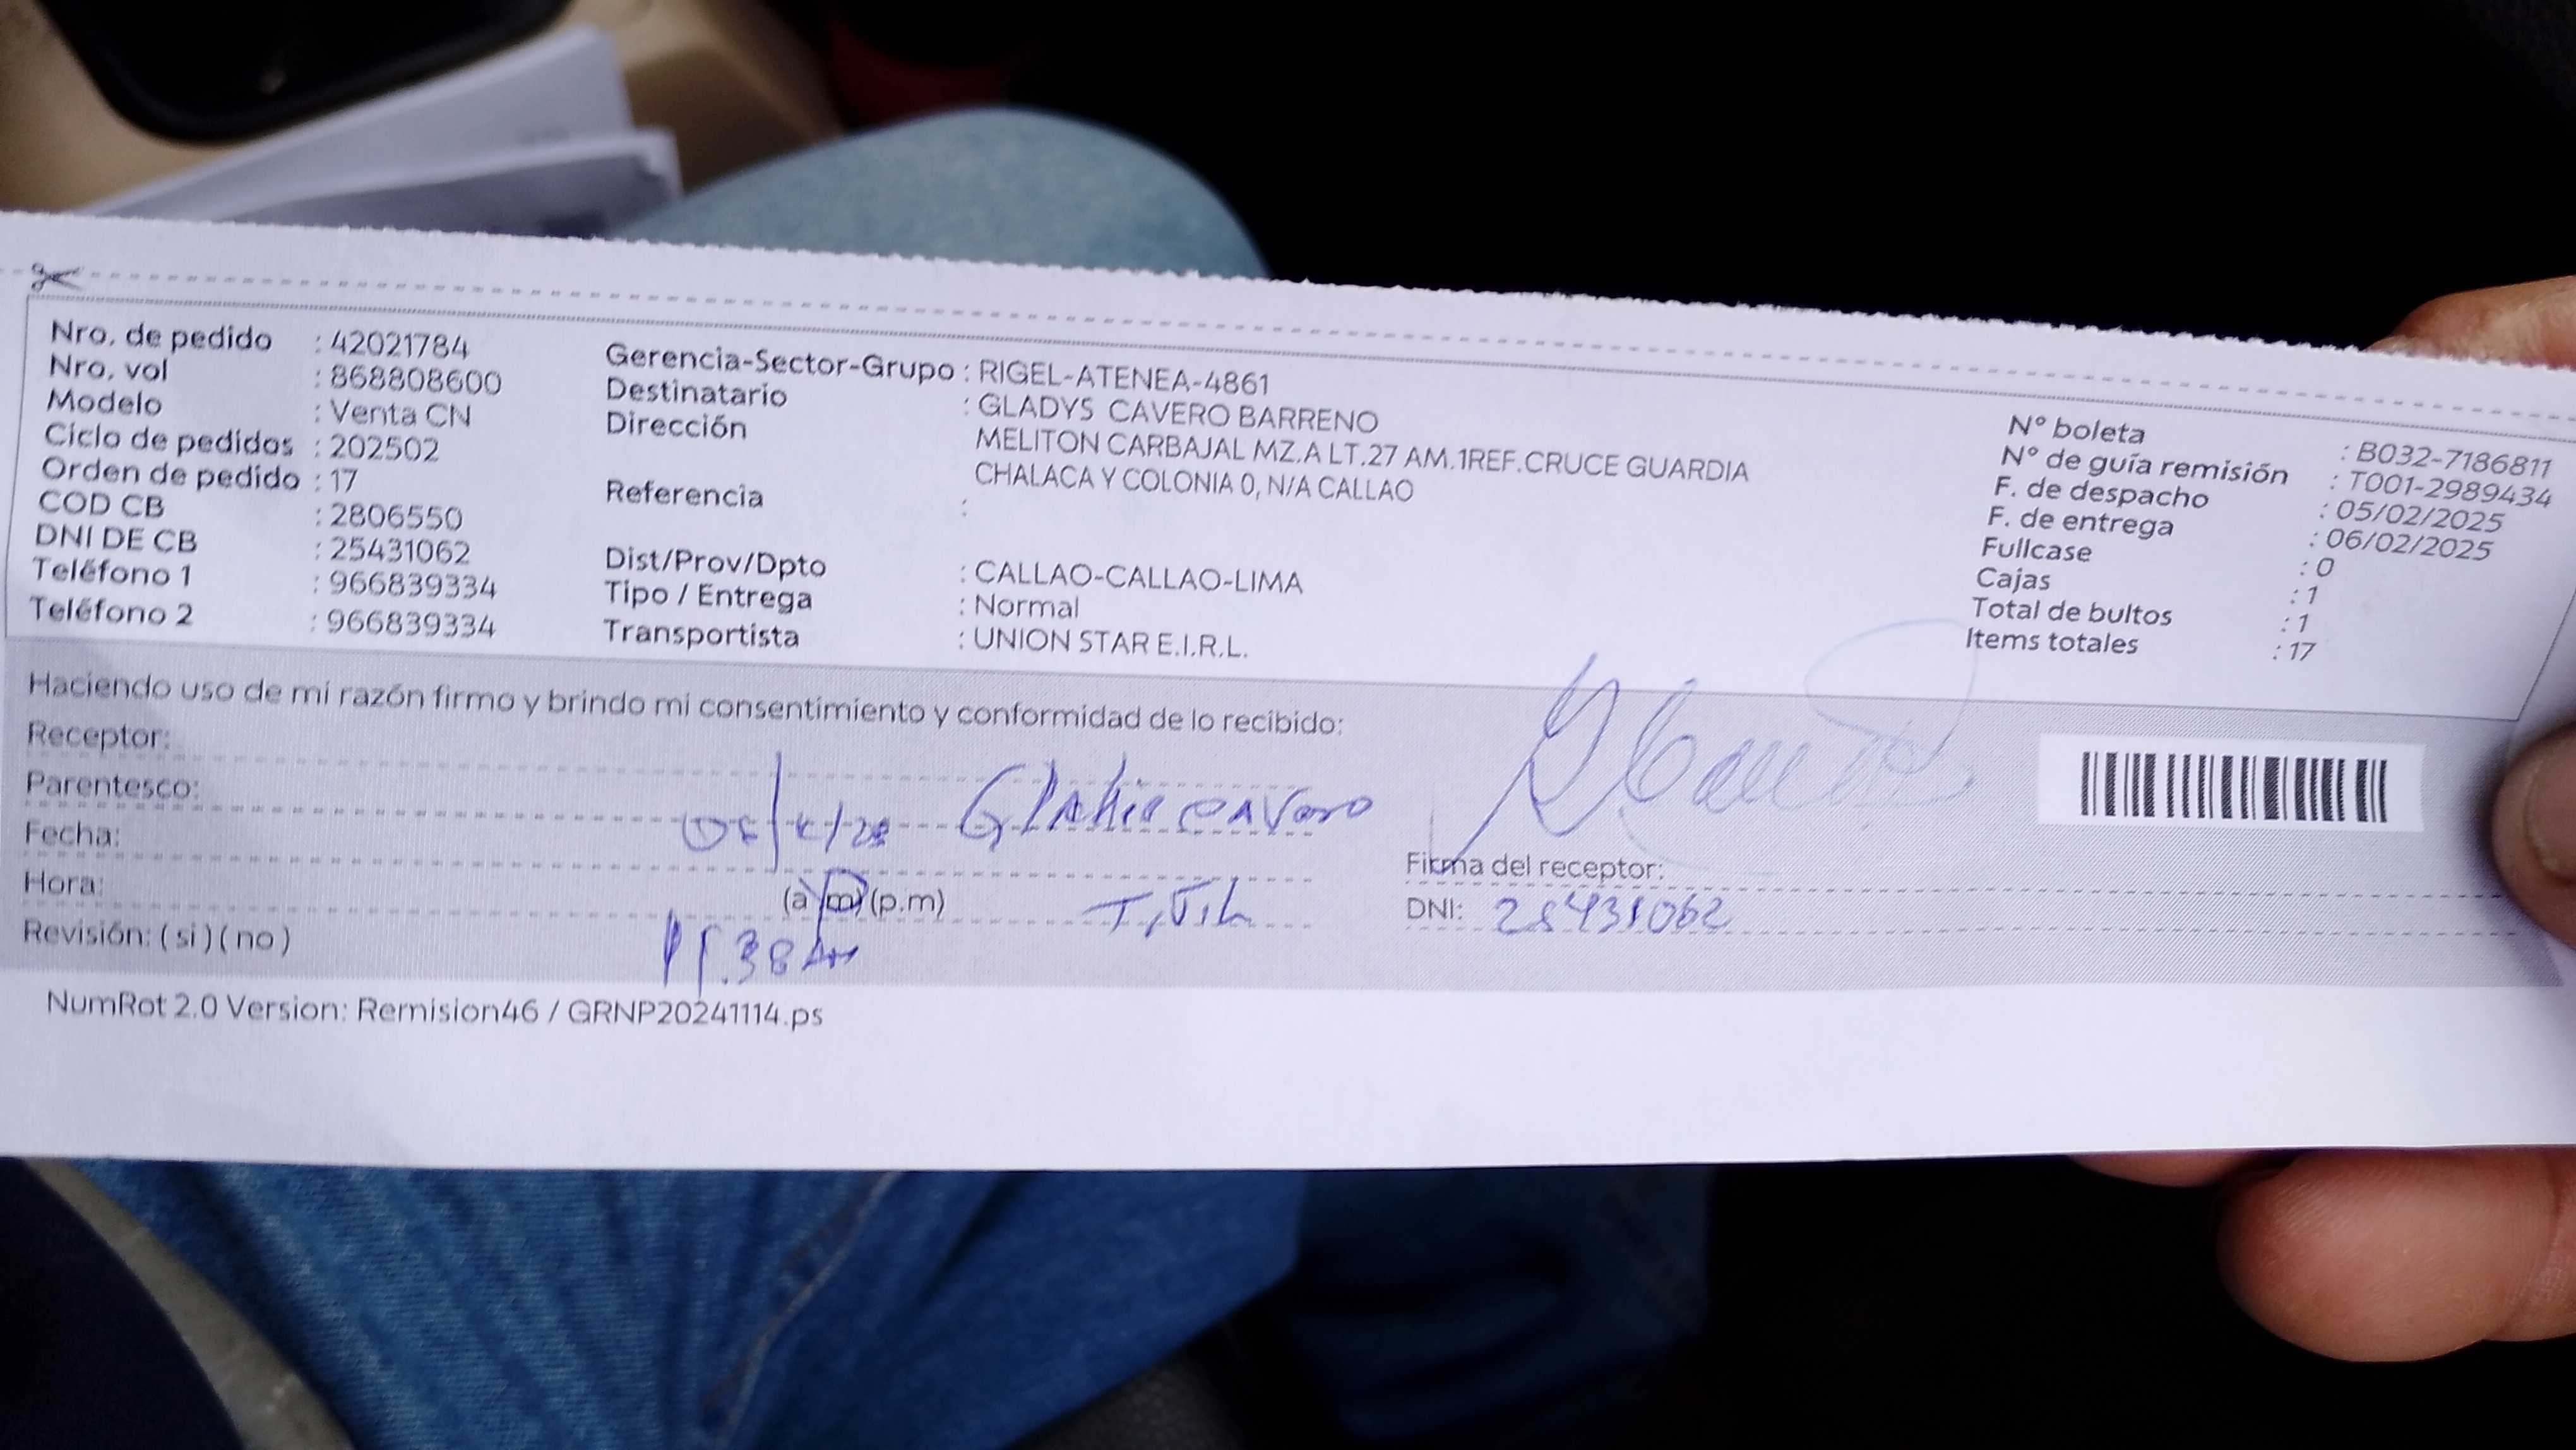 Nro. de pedido : 42021784
Nro. vol : 868808600
Modelo : Venta CN
Ciclo de pedidos : 202502
Orden de pedido : 17
COD CB : 2806550
DNI DE CB : 25431062
Teléfono 1 : 966839334
Teléfono 2 : 966839334
Gerencia-Sector-Grupo : RIGEL-ATENEA-4861
Destinatario : GLADYS CAVERO BARRENO
Dirección MELITON CARBAJAL MZ.A LT.27 AM.1REF.CRUCE GUARDIA
CHALACA Y COLONIA 0, N/A CALLAO
Referencia :
Dist/Prov/Dpto : CALLAO-CALLAO-LIMA
Tipo / Entrega : Normal
Transportista : UNION STAR E.I.R.L.
N° boleta : B032-7186811
N° de guía remisión : T001-2989434
F. de despacho : 05/02/2025
F. de entrega : 06/02/2025
Fullcase : 0
Cajas : 1
Total de bultos : 1
Items totales : 17
Haciendo uso de mi razón firmo y brindo mi consentimiento y conformidad de lo recibido:
Receptor:
Parentesco:
Fecha:
Hora: (a.m) (p.m)
Revisión: ( si ) ( no )
11.38 Am
Firma del receptor:
DNI: 25431062
NumRot 2.0 Version: Remision46 / GRNP20241114.ps